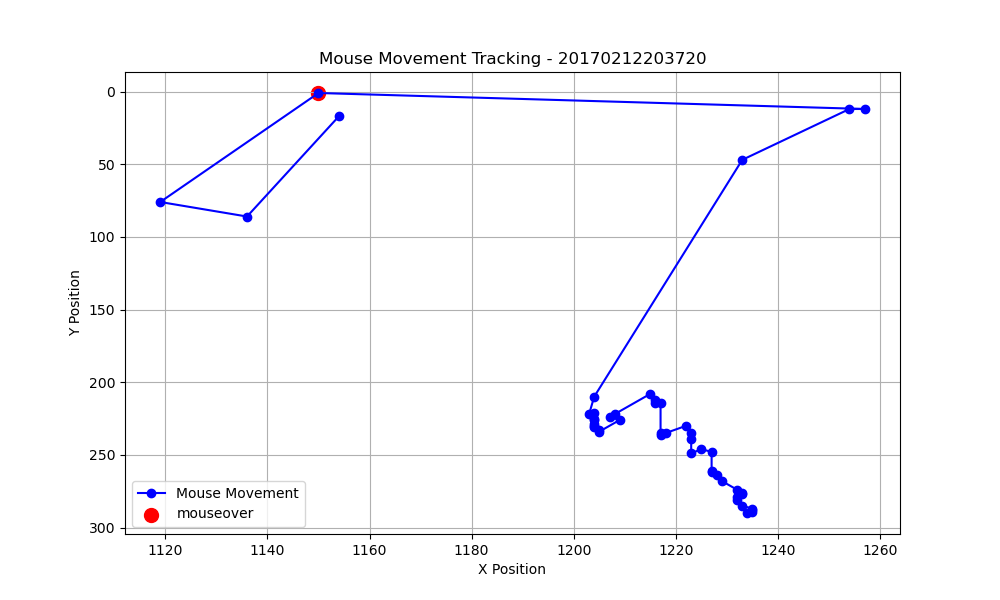 Mouse Movement Tracking - 20170212203720
Y Position
0
50
100
150
200
250
300
Mouse Movement
mouseover
1120 1140 1160 1180 1200 1220 1240 1260
X Position